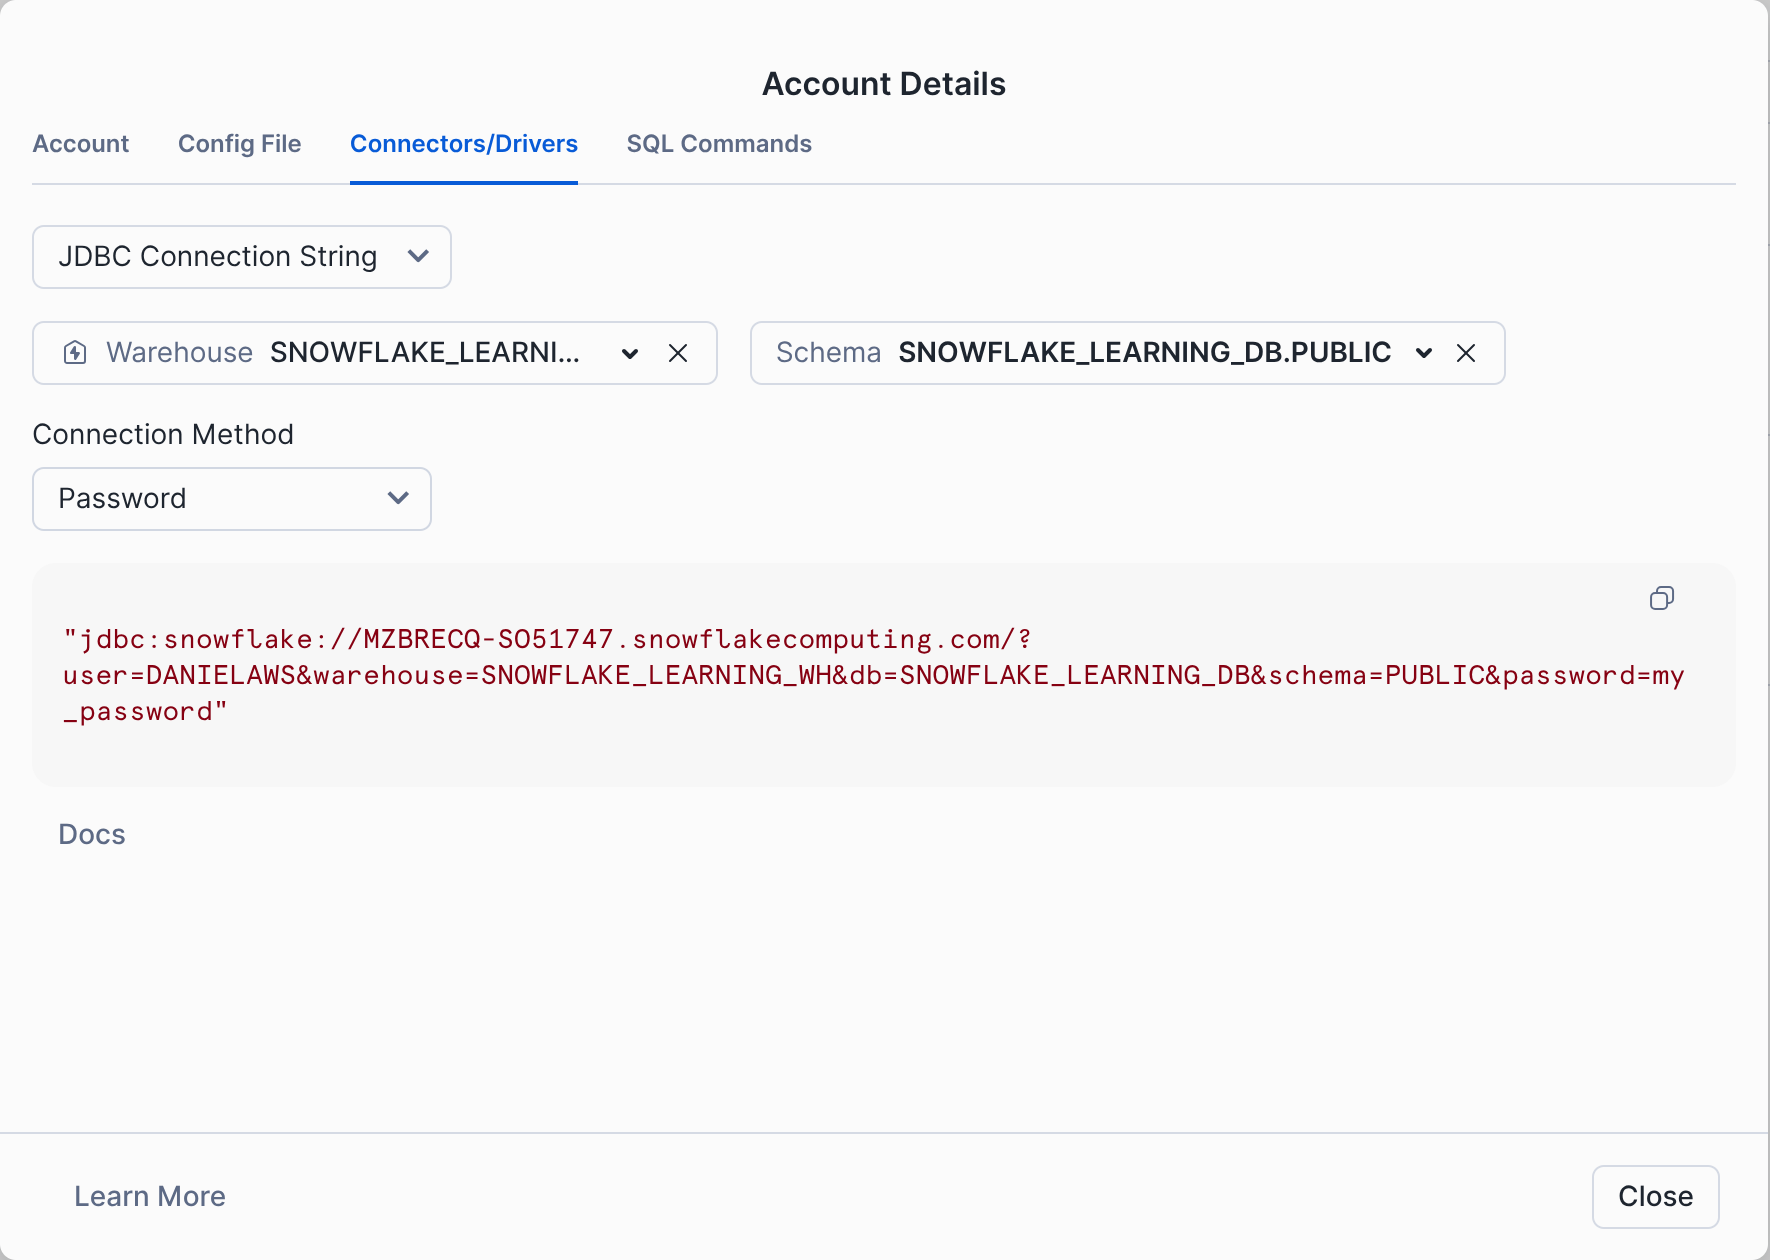 Account Details
Account Config File Connectors/Drivers SQL Commands
JDBC Connection String
Warehouse SNOWFLAKE_LEARNI... Schema SNOWFLAKE_LEARNING_DB.PUBLIC
Connection Method
Password
"jdbc:snowflake://MZBRECQ-SO51747.snowflakecomputing.com/?
user=DANIELAWS&warehouse=SNOWFLAKE_LEARNING_WH&db=SNOWFLAKE_LEARNING_DB&schema=PUBLIC&password=my
_password"
Docs
Learn More Close